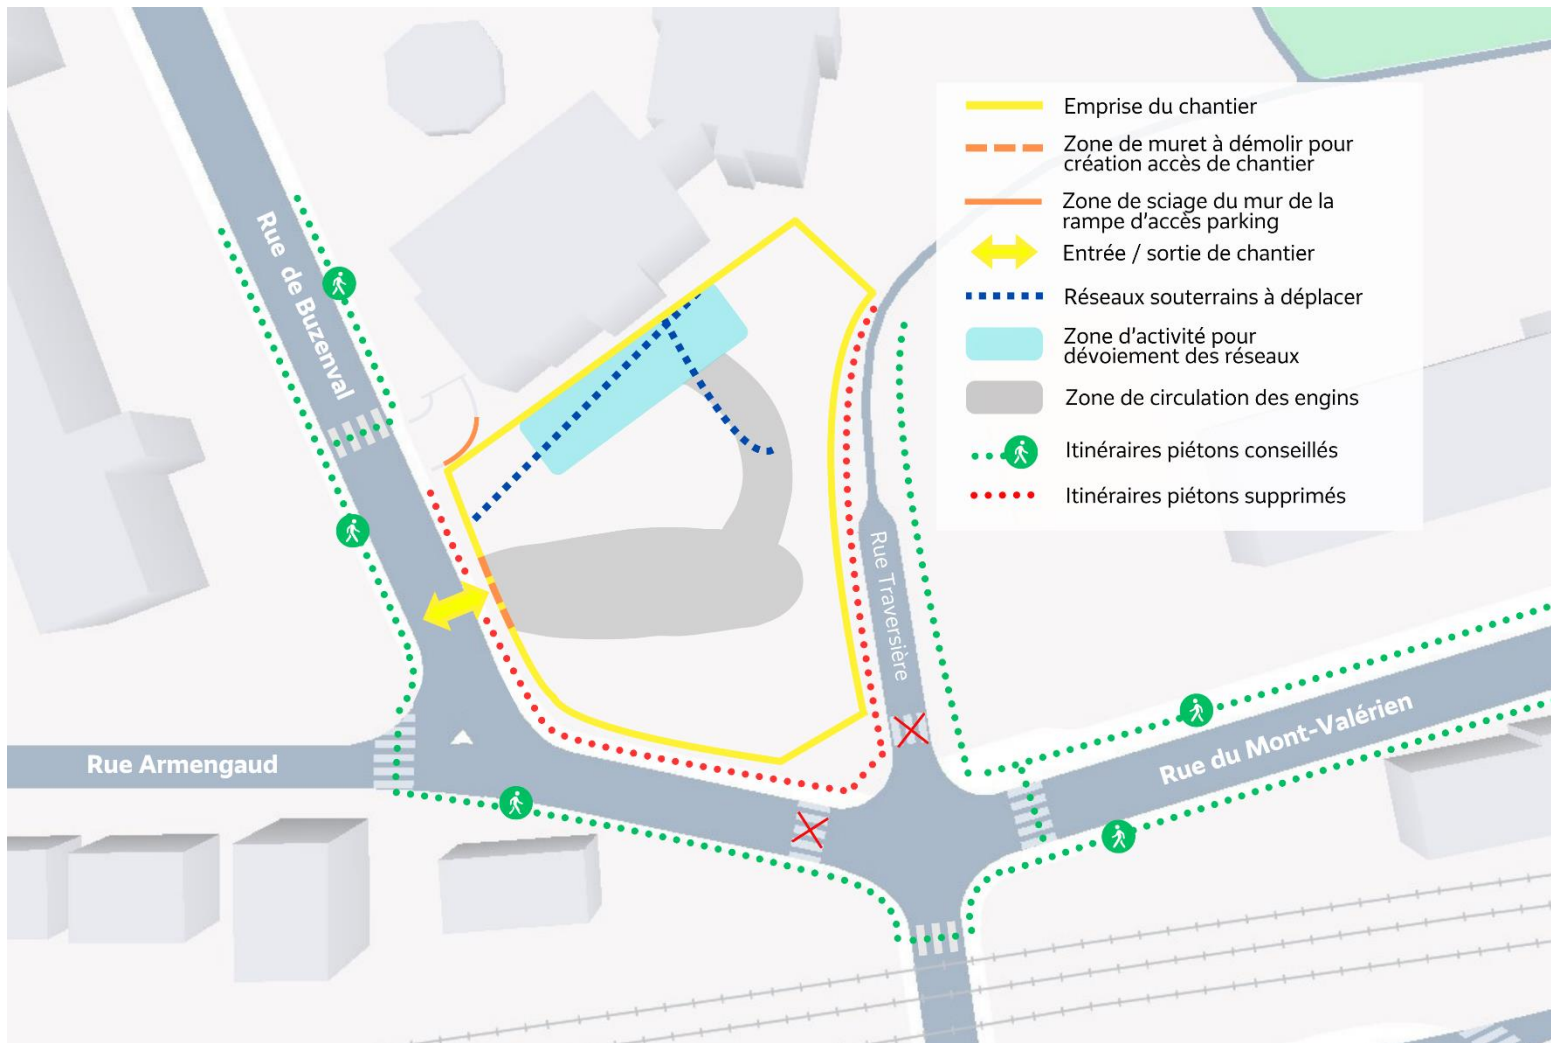 Emprise du chantier
Zone de muret à démolir pour
création accès de chantier
Zone de sciage du mur de la
rampe d'accès parking
Entrée / sortie de chantier
Réseaux souterrains à déplacer
Zone d'activité pour
dévoiement des réseaux
Zone de circulation des engins
Itinéraires piétons conseillés
Itinéraires piétons supprimés
Rue de Buzenval
Rue Traversière
Rue Armengaud
Rue du Mont-Valérien